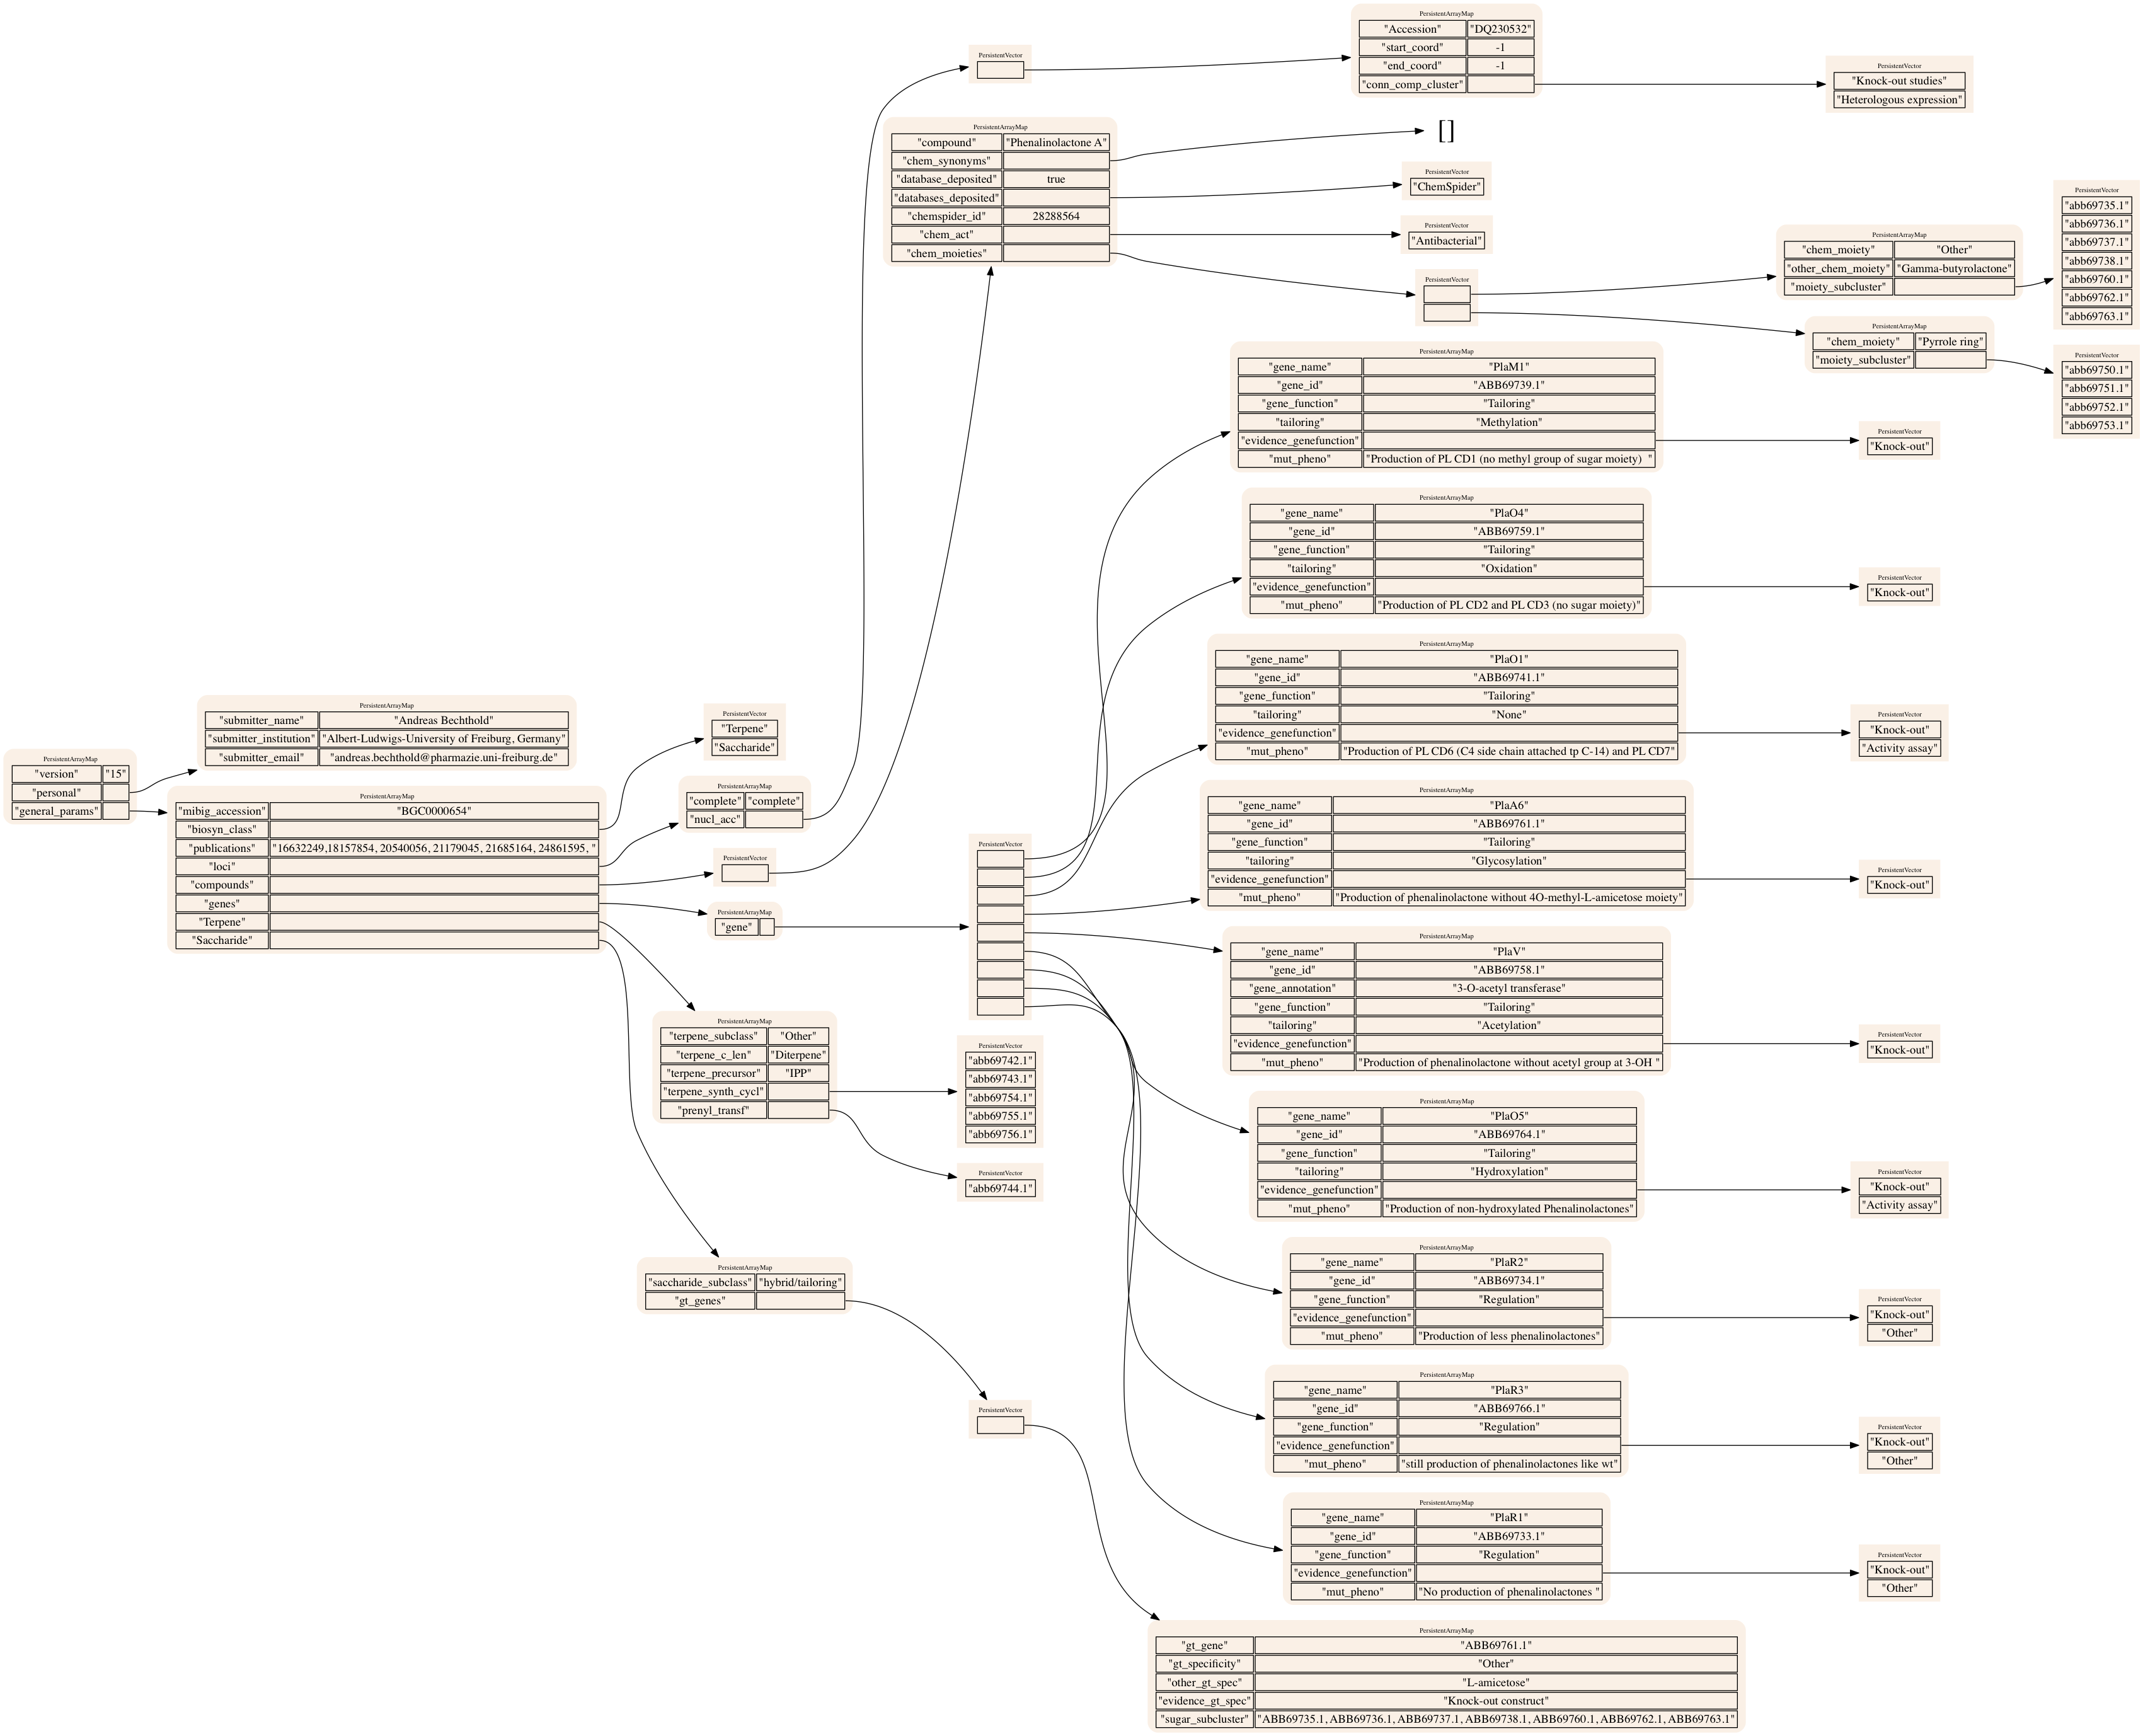 PersistentArrayMap
"version" "15"
"personal"
"general_params"
PersistentArrayMap
"submitter_name" "Andreas Bechthold"
"submitter_institution" "Albert-Ludwigs-University of Freiburg, Germany"
"submitter_email" "andreas.bechthold@pharmazie.uni-freiburg.de"
PersistentArrayMap
"mibig_accession" "BGC0000654"
"biosyn_class"
"publications" "16632249,18157854, 20540056, 21179045, 21685164, 24861595, "
"loci"
"compounds"
"genes"
"Terpene"
"Saccharide"
PersistentVector
"Terpene"
"Saccharide"
PersistentArrayMap
"complete" "complete"
"nucl_acc"
PersistentVector
PersistentArrayMap
"gene"
PersistentArrayMap
"terpene_subclass" "Other"
"terpene_c_len" "Diterpene"
"terpene_precursor" "IPP"
"terpene_synth_cycl"
"prenyl_transf"
PersistentArrayMap
"saccharide_subclass" "hybrid/tailoring"
"gt_genes"
PersistentVector
PersistentArrayMap
"compound" "Phenalinolactone A"
"chem_synonyms"
"database_deposited" true
"databases_deposited"
"chemspider_id" 28288564
"chem_act"
"chem_moieties"
PersistentVector
PersistentVector
"abb69742.1"
"abb69743.1"
"abb69754.1"
"abb69755.1"
"abb69756.1"
PersistentVector
"abb69744.1"
PersistentVector
PersistentArrayMap
"Accession" "DQ230532"
"start_coord" -1
"end_coord" -1
"conn_comp_cluster"
PersistentVector
"Knock-out studies"
"Heterologous expression"
[]
PersistentVector
"ChemSpider"
PersistentVector
"Antibacterial"
PersistentVector
PersistentArrayMap
"chem_moiety" "Other"
"other_chem_moiety" "Gamma-butyrolactone"
"moiety_subcluster"
PersistentVector
"abb69735.1"
"abb69736.1"
"abb69737.1"
"abb69738.1"
"abb69760.1"
"abb69762.1"
"abb69763.1"
PersistentArrayMap
"chem_moiety" "Pyrrole ring"
"moiety_subcluster"
PersistentVector
"abb69750.1"
"abb69751.1"
"abb69752.1"
"abb69753.1"
PersistentArrayMap
"gene_name" "PlaM1"
"gene_id" "ABB69739.1"
"gene_function" "Tailoring"
"tailoring" "Methylation"
"evidence_genefunction"
"mut_pheno" "Production of PL CD1 (no methyl group of sugar moiety)  "
PersistentVector
"Knock-out"
PersistentArrayMap
"gene_name" "PlaO4"
"gene_id" "ABB69759.1"
"gene_function" "Tailoring"
"tailoring" "Oxidation"
"evidence_genefunction"
"mut_pheno" "Production of PL CD2 and PL CD3 (no sugar moiety)"
PersistentVector
"Knock-out"
PersistentArrayMap
"gene_name" "PlaO1"
"gene_id" "ABB69741.1"
"gene_function" "Tailoring"
"tailoring" "None"
"evidence_genefunction"
"mut_pheno" "Production of PL CD6 (C4 side chain attached tp C-14) and PL CD7"
PersistentVector
"Knock-out"
"Activity assay"
PersistentArrayMap
"gene_name" "PlaA6"
"gene_id" "ABB69761.1"
"gene_function" "Tailoring"
"tailoring" "Glycosylation"
"evidence_genefunction"
"mut_pheno" "Production of phenalinolactone without 4O-methyl-L-amicetose moiety"
PersistentVector
"Knock-out"
PersistentArrayMap
"gene_name" "PlaV"
"gene_id" "ABB69758.1"
"gene_annotation" "3-O-acetyl transferase"
"gene_function" "Tailoring"
"tailoring" "Acetylation"
"evidence_genefunction"
"mut_pheno" "Production of phenalinolactone without acetyl group at 3-OH "
PersistentVector
"Knock-out"
PersistentArrayMap
"gene_name" "PlaO5"
"gene_id" "ABB69764.1"
"gene_function" "Tailoring"
"tailoring" "Hydroxylation"
"evidence_genefunction"
"mut_pheno" "Production of non-hydroxylated Phenalinolactones"
PersistentVector
"Knock-out"
"Activity assay"
PersistentArrayMap
"gene_name" "PlaR2"
"gene_id" "ABB69734.1"
"gene_function" "Regulation"
"evidence_genefunction"
"mut_pheno" "Production of less phenalinolactones"
PersistentVector
"Knock-out"
"Other"
PersistentArrayMap
"gene_name" "PlaR3"
"gene_id" "ABB69766.1"
"gene_function" "Regulation"
"evidence_genefunction"
"mut_pheno" "still production of phenalinolactones like wt"
PersistentVector
"Knock-out"
"Other"
PersistentArrayMap
"gene_name" "PlaR1"
"gene_id" "ABB69733.1"
"gene_function" "Regulation"
"evidence_genefunction"
"mut_pheno" "No production of phenalinolactones "
PersistentVector
"Knock-out"
"Other"
PersistentArrayMap
"gt_gene" "ABB69761.1"
"gt_specificity" "Other"
"other_gt_spec" "L-amicetose"
"evidence_gt_spec" "Knock-out construct"
"sugar_subcluster" "ABB69735.1, ABB69736.1, ABB69737.1, ABB69738.1, ABB69760.1, ABB69762.1, ABB69763.1"